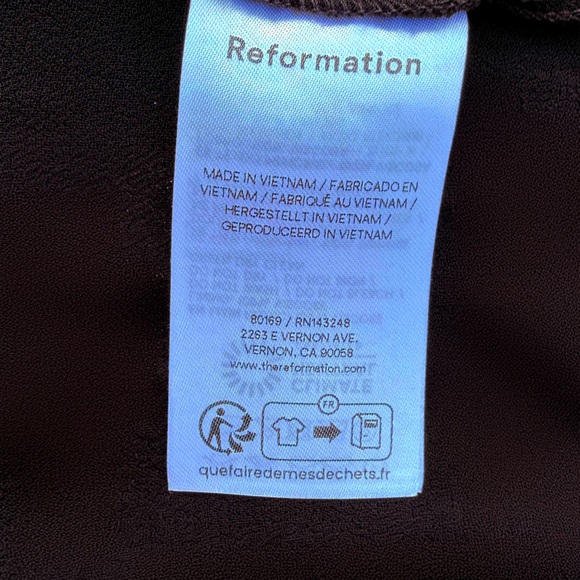 Reformation
MADE IN VIETNAM / FABRICADO EN
VIETNAM / FABRIQUÉ AU VIETNAM /
HERGESTELLT IN VIETNAM /
GEPRODUCEERD IN VIETNAM
80169 / RN143248
2263 E VERNON AVE.
VERNON, CA 90058
www.thereformation.com
CLIMATE
FR
quefairedemesdechets.fr